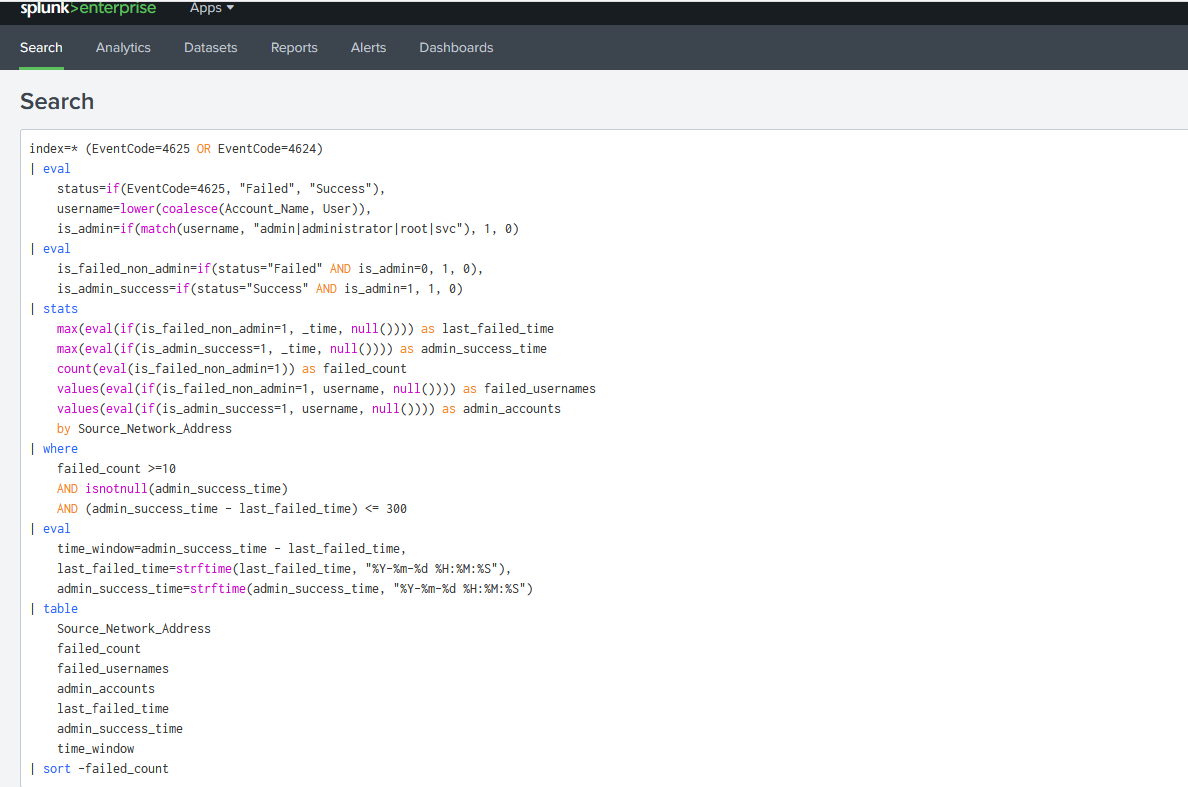 splunk>enterprise Apps
Search Analytics Datasets Reports Alerts Dashboards
Search
index=* (EventCode=4625 OR EventCode=4624)
| eval
status=if(EventCode=4625, "Failed", "Success"),
username=lower(coalesce(Account_Name, User)),
is_admin=if(match(username, "admin|administrator|root|svc"), 1, 0)
| eval
is_failed_non_admin=if(status="Failed" AND is_admin=0, 1, 0),
is_admin_success=if(status="Success" AND is_admin=1, 1, 0)
| stats
max(eval(if(is_failed_non_admin=1, _time, null()))) as last_failed_time
max(eval(if(is_admin_success=1, _time, null()))) as admin_success_time
count(eval(is_failed_non_admin=1)) as failed_count
values(eval(if(is_failed_non_admin=1, username, null()))) as failed_usernames
values(eval(if(is_admin_success=1, username, null()))) as admin_accounts
by Source_Network_Address
| where
failed_count >=10
AND isnotnull(admin_success_time)
AND (admin_success_time - last_failed_time) <= 300
| eval
time_window=admin_success_time - last_failed_time,
last_failed_time=strftime(last_failed_time, "%Y-%m-%d %H:%M:%S"),
admin_success_time=strftime(admin_success_time, "%Y-%m-%d %H:%M:%S")
| table
Source_Network_Address
failed_count
failed_usernames
admin_accounts
last_failed_time
admin_success_time
time_window
| sort -failed_count